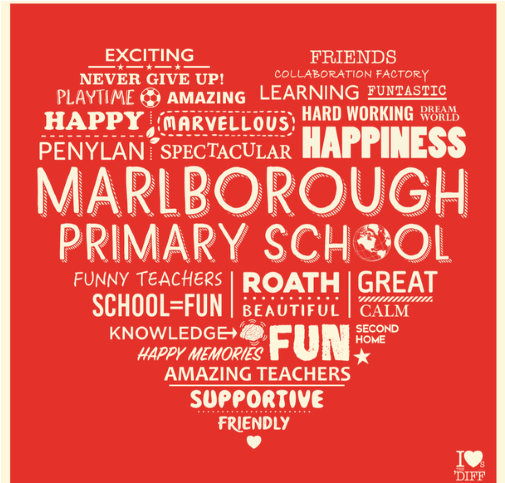 EXCITING
FRIENDS
NEVER GIVE UP!
COLLABORATION FACTORY
PLAYTIME AMAZING
LEARNING FUNTASTIC
HAPPY MARVELLOUS
HARD WORKING DREAM WORLD
PENYLAN SPECTACULAR
HAPPINESS
MARLBOROUGH
PRIMARY SCHOOL
FUNNY TEACHERS
ROATH
GREAT
SCHOOL=FUN
BEAUTIFUL
CALM
KNOWLEDGE
FUN
SECOND
HOME
HAPPY MEMORIES
AMAZING TEACHERS
SUPPORTIVE
FRIENDLY
I s
'DIFF